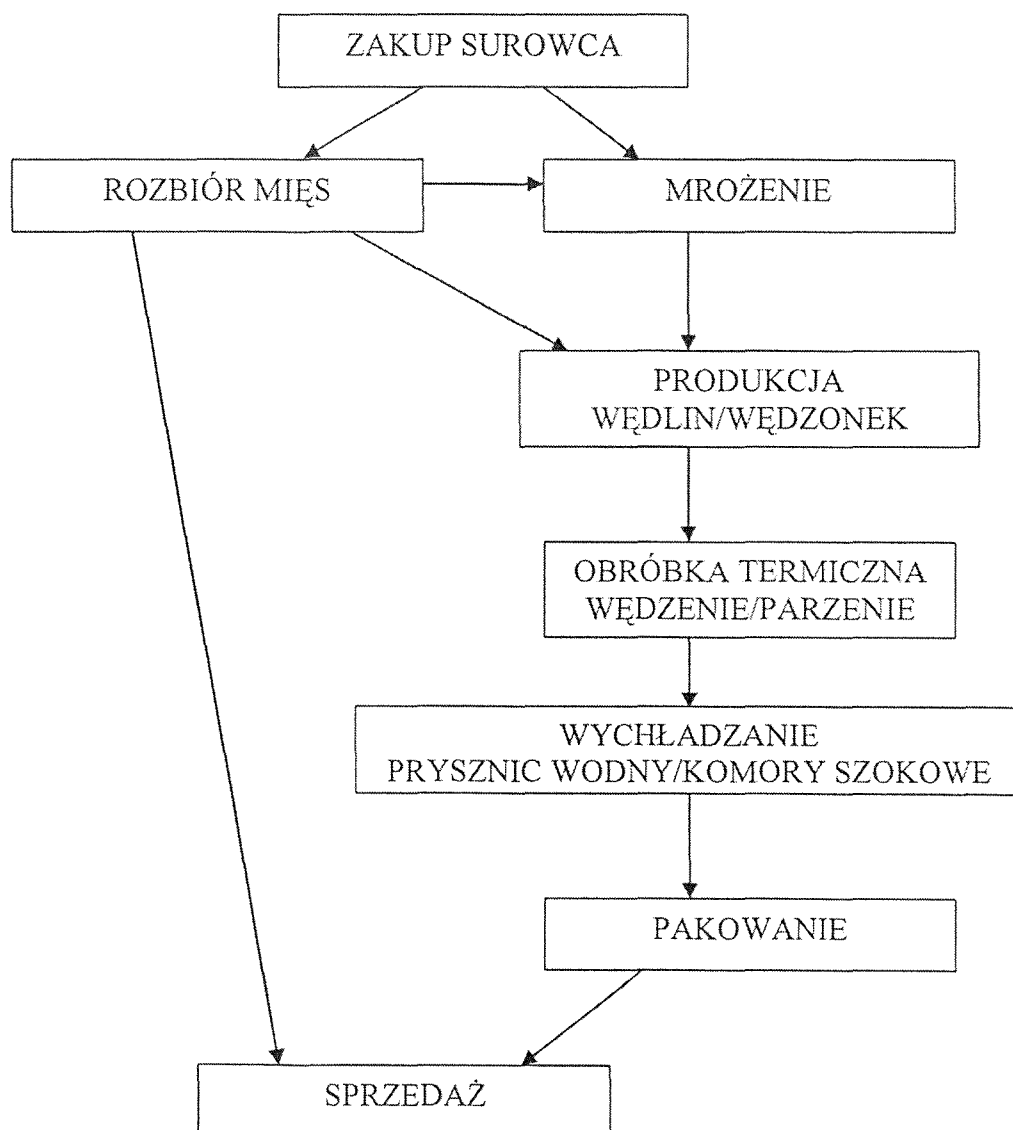 ZAKUP SUROWCA
ROZBIÓR MIĘS
MROŻENIE
PRODUKCJA
WĘDLIN/WĘDZONEK
OBRÓBKA TERMICZNA
WĘDZENIE/PARZENIE
WYCHŁADZANIE
PRYSZNIC WODNY/KOMORY SZOKOWE
PAKOWANIE
SPRZEDAŻ